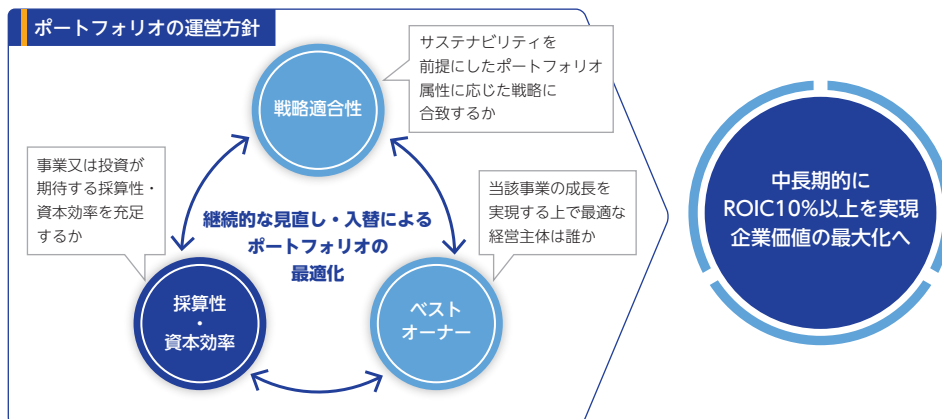 ポートフォリオの運営方針
サステナビリティを
前提にしたポートフォリオ
属性に応じた戦略に
合致するか
戦略適合性
事業又は投資が
期待する採算性・
資本効率を充足
するか
当該事業の成長を
実現する上で最適な
経営主体は誰か
継続的な見直し・入替による
ポートフォリオの
最適化
採算性
・
資本効率
ベスト
オーナー
中長期的に
ROIC10%以上を実現
企業価値の最大化へ